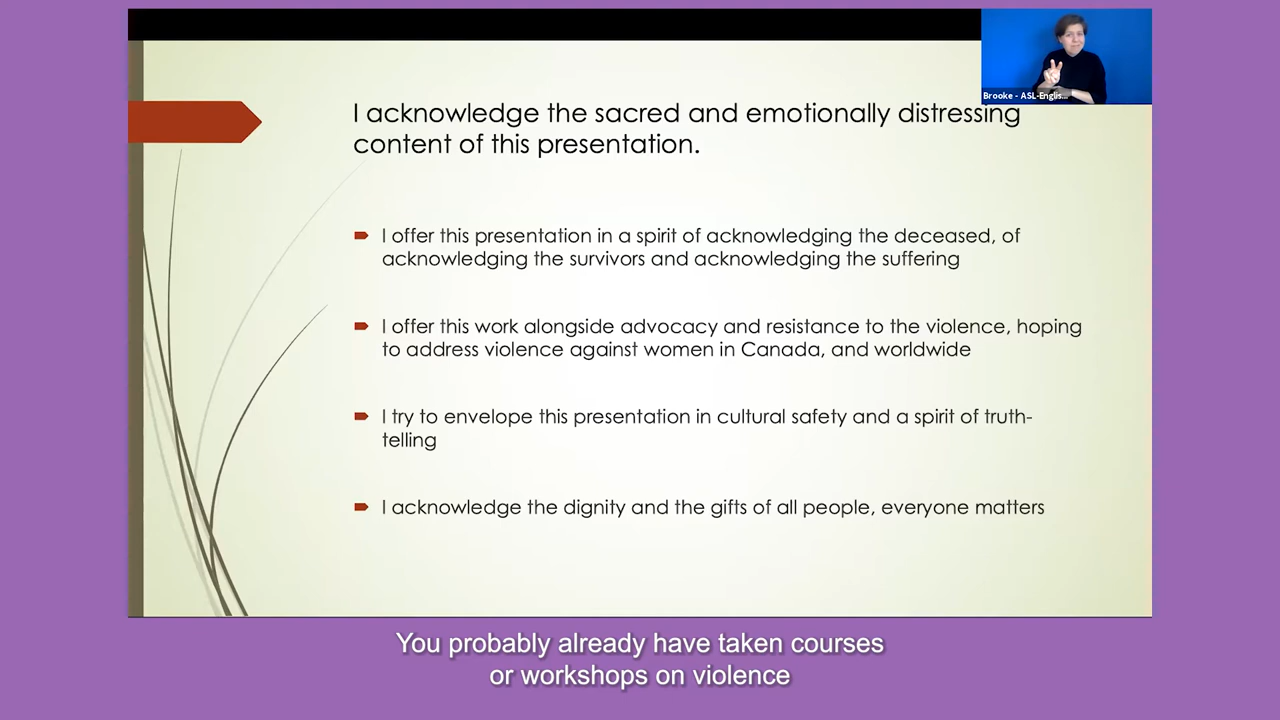 Brooke - ASL-Englis...
I acknowledge the sacred and emotionally distressing
content of this presentation.
I offer this presentation in a spirit of acknowledging the deceased, of
acknowledging the survivors and acknowledging the suffering
I offer this work alongside advocacy and resistance to the violence, hoping
to address violence against women in Canada, and worldwide
I try to envelope this presentation in cultural safety and a spirit of truth-
telling
I acknowledge the dignity and the gifts of all people, everyone matters
You probably already have taken courses
or workshops on violence